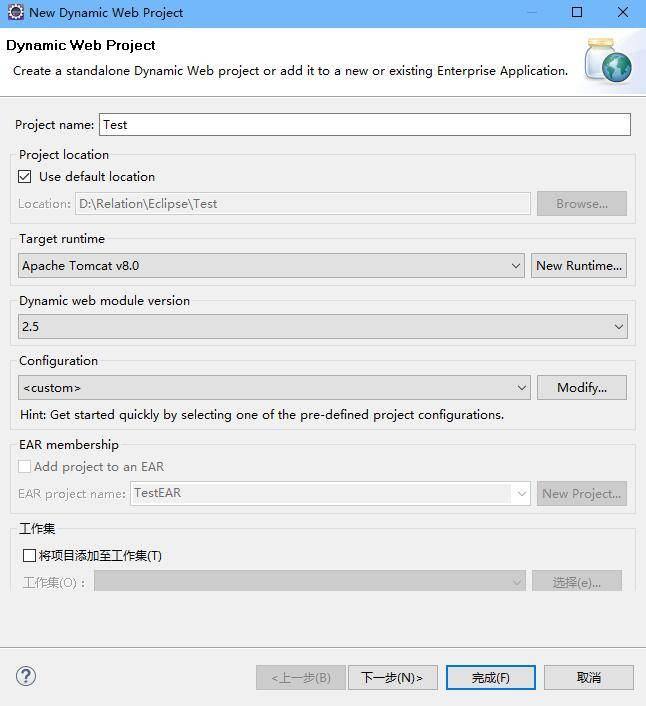 New Dynamic Web Project
Dynamic Web Project
Create a standalone Dynamic Web project or add it to a new or existing Enterprise Application.
Project name: Test
Project location
Use default location
Location: D:\Relation\Eclipse\Test Browse...
Target runtime
Apache Tomcat v8.0 New Runtime...
Dynamic web module version
2.5
Configuration
<custom> Modify...
Hint: Get started quickly by selecting one of the pre-defined project configurations.
EAR membership
Add project to an EAR
EAR project name: TestEAR New Project...
工作集
将项目添加至工作集(T)
工作集(O)： 选择(e)...
? <上一步(B) 下一步(N)> 完成(F) 取消